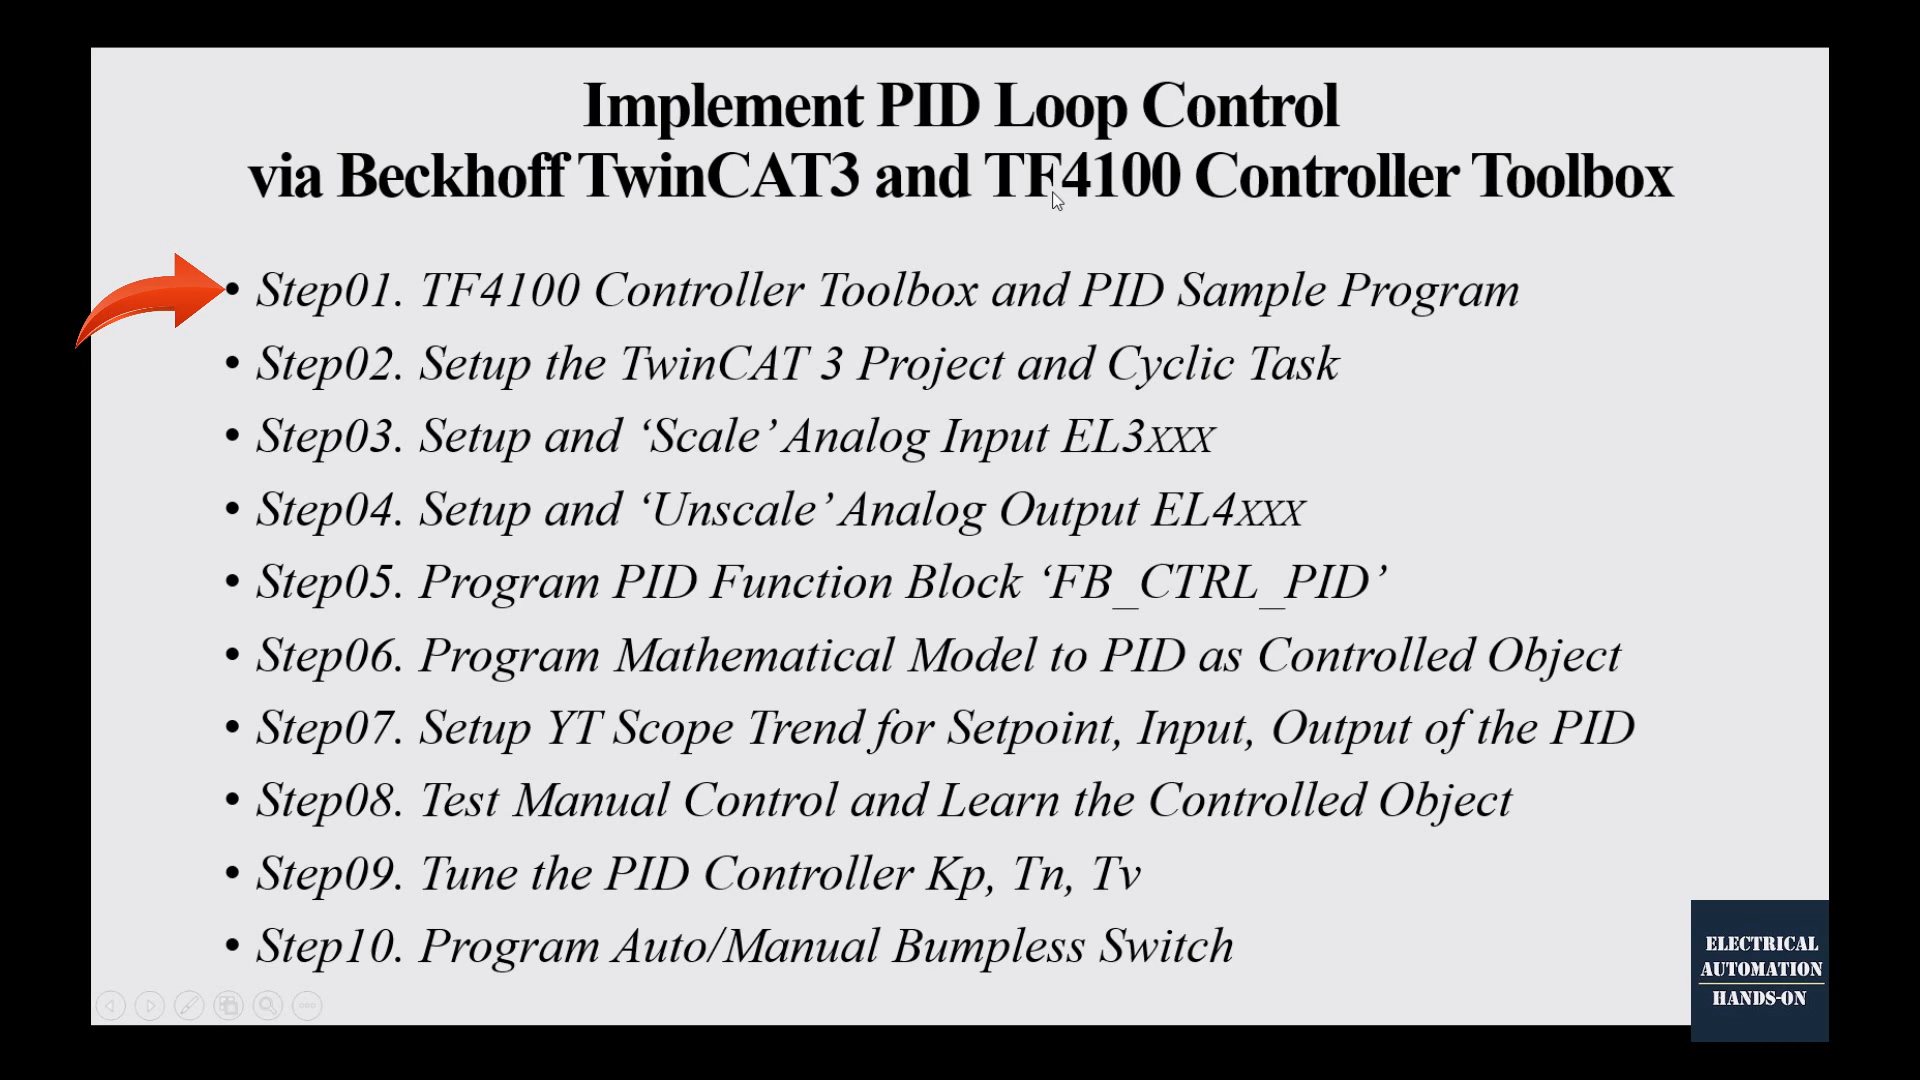 Implement PID Loop Control
via Beckhoff TwinCAT3 and TF4100 Controller Toolbox
• Step01. TF4100 Controller Toolbox and PID Sample Program
• Step02. Setup the TwinCAT 3 Project and Cyclic Task
• Step03. Setup and ‘Scale’ Analog Input EL3xxx
• Step04. Setup and ‘Unscale’ Analog Output EL4xxx
• Step05. Program PID Function Block ‘FB_CTRL_PID’
• Step06. Program Mathematical Model to PID as Controlled Object
• Step07. Setup YT Scope Trend for Setpoint, Input, Output of the PID
• Step08. Test Manual Control and Learn the Controlled Object
• Step09. Tune the PID Controller Kp, Tn, Tv
• Step10. Program Auto/Manual Bumpless Switch
ELECTRICAL
AUTOMATION
HANDS-ON